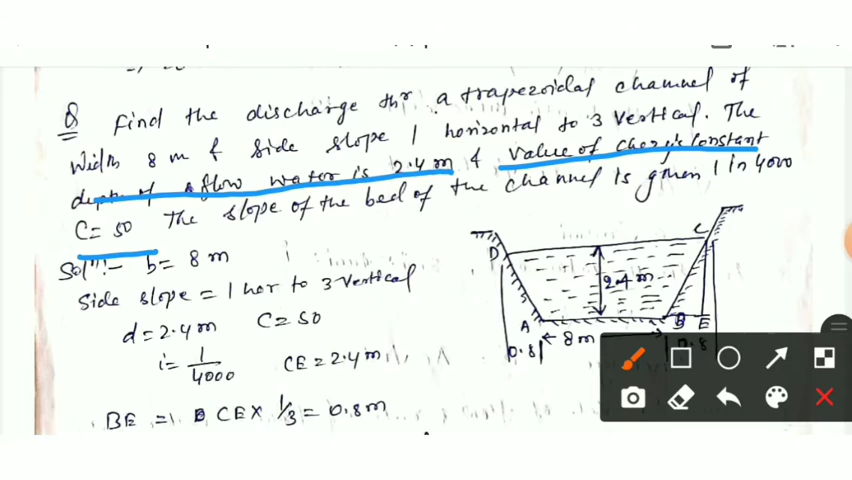 Q Find the discharge thr a trapezoidal channel of
width 8 m & side slope 1 horizontal to 3 vertical. The
depth of flow water is 2.4 m & value of chezy's constant
C = 50 The slope of the bed of the channel is given 1 in 4000
Solⁿ:- b = 8 m
Side slope = 1 hor to 3 vertical
d = 2.4 m C = 50
i = 1/4000 CE = 2.4 m
BE = CE × 1/3 = 0.8 m
D C
2.4 m
A B E
0.8 8 m 0.8